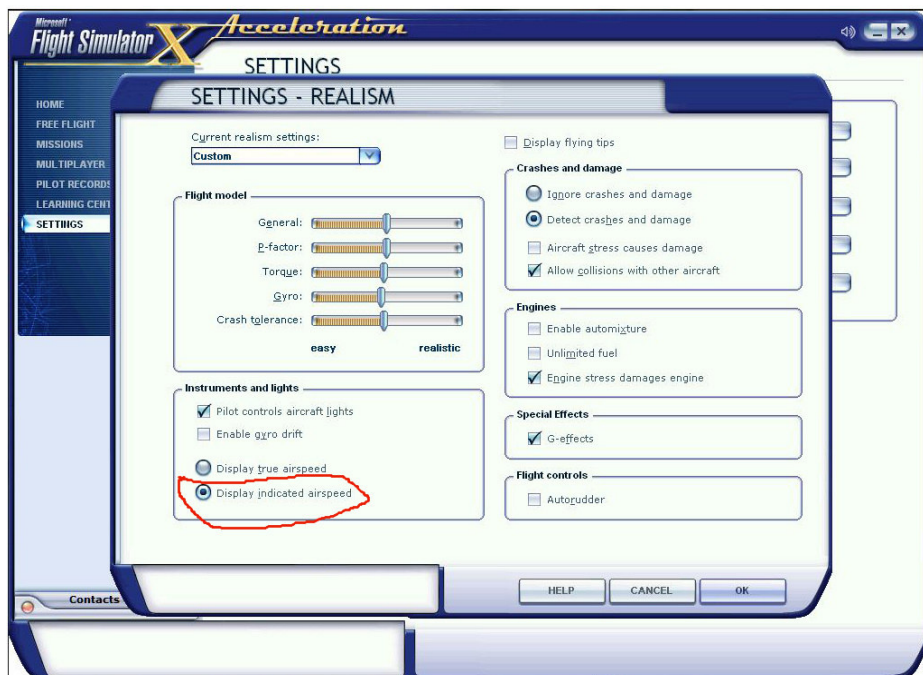 Microsoft
Flight Simulator X Acceleration
SETTINGS
SETTINGS - REALISM
HOME
FREE FLIGHT
MISSIONS
MULTIPLAYER
PILOT RECORDS
LEARNING CENT
SETTINGS
Current realism settings:
Custom
Flight model
General:
P-factor:
Torque:
Gyro:
Crash tolerance:
easy realistic
Instruments and lights
Pilot controls aircraft lights
Enable gyro drift
Display true airspeed
Display indicated airspeed
Display flying tips
Crashes and damage
Ignore crashes and damage
Detect crashes and damage
Aircraft stress causes damage
Allow collisions with other aircraft
Engines
Enable automixture
Unlimited fuel
Engine stress damages engine
Special Effects
G-effects
Flight controls
Autorudder
HELP CANCEL OK
Contacts